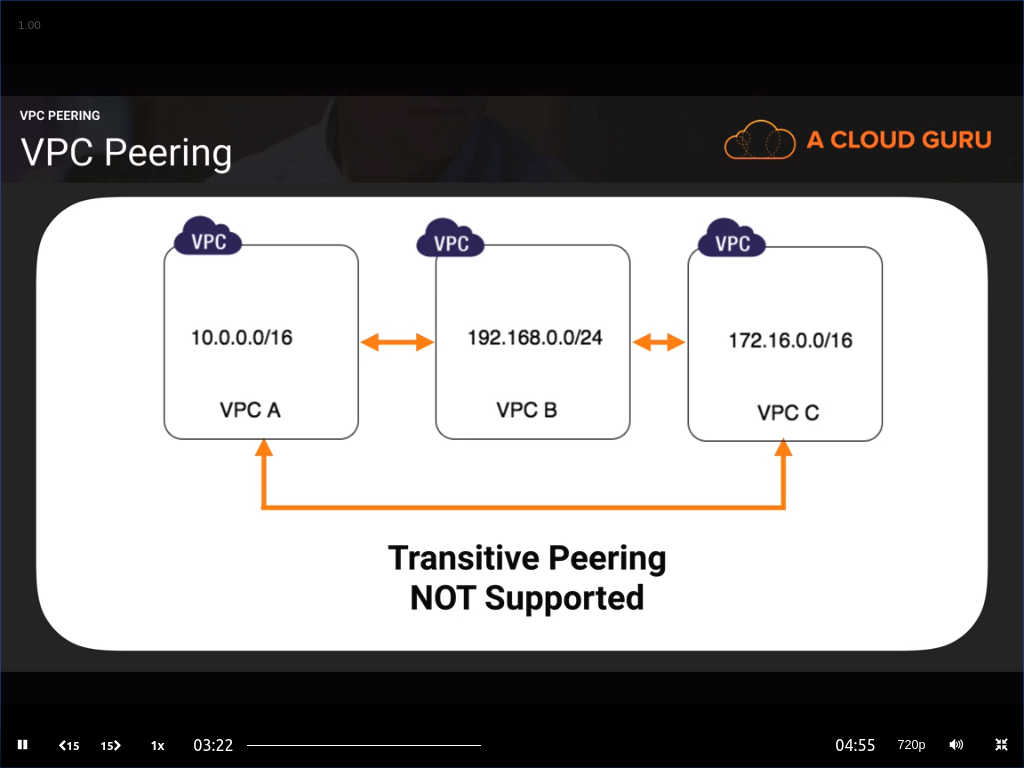 1.00
VPC PEERING
VPC Peering
A CLOUD GURU
VPC
VPC
VPC
10.0.0.0/16
192.168.0.0/24
172.16.0.0/16
VPC A
VPC B
VPC C
Transitive Peering
NOT Supported
15
15
1x
03:22
04:55
720p